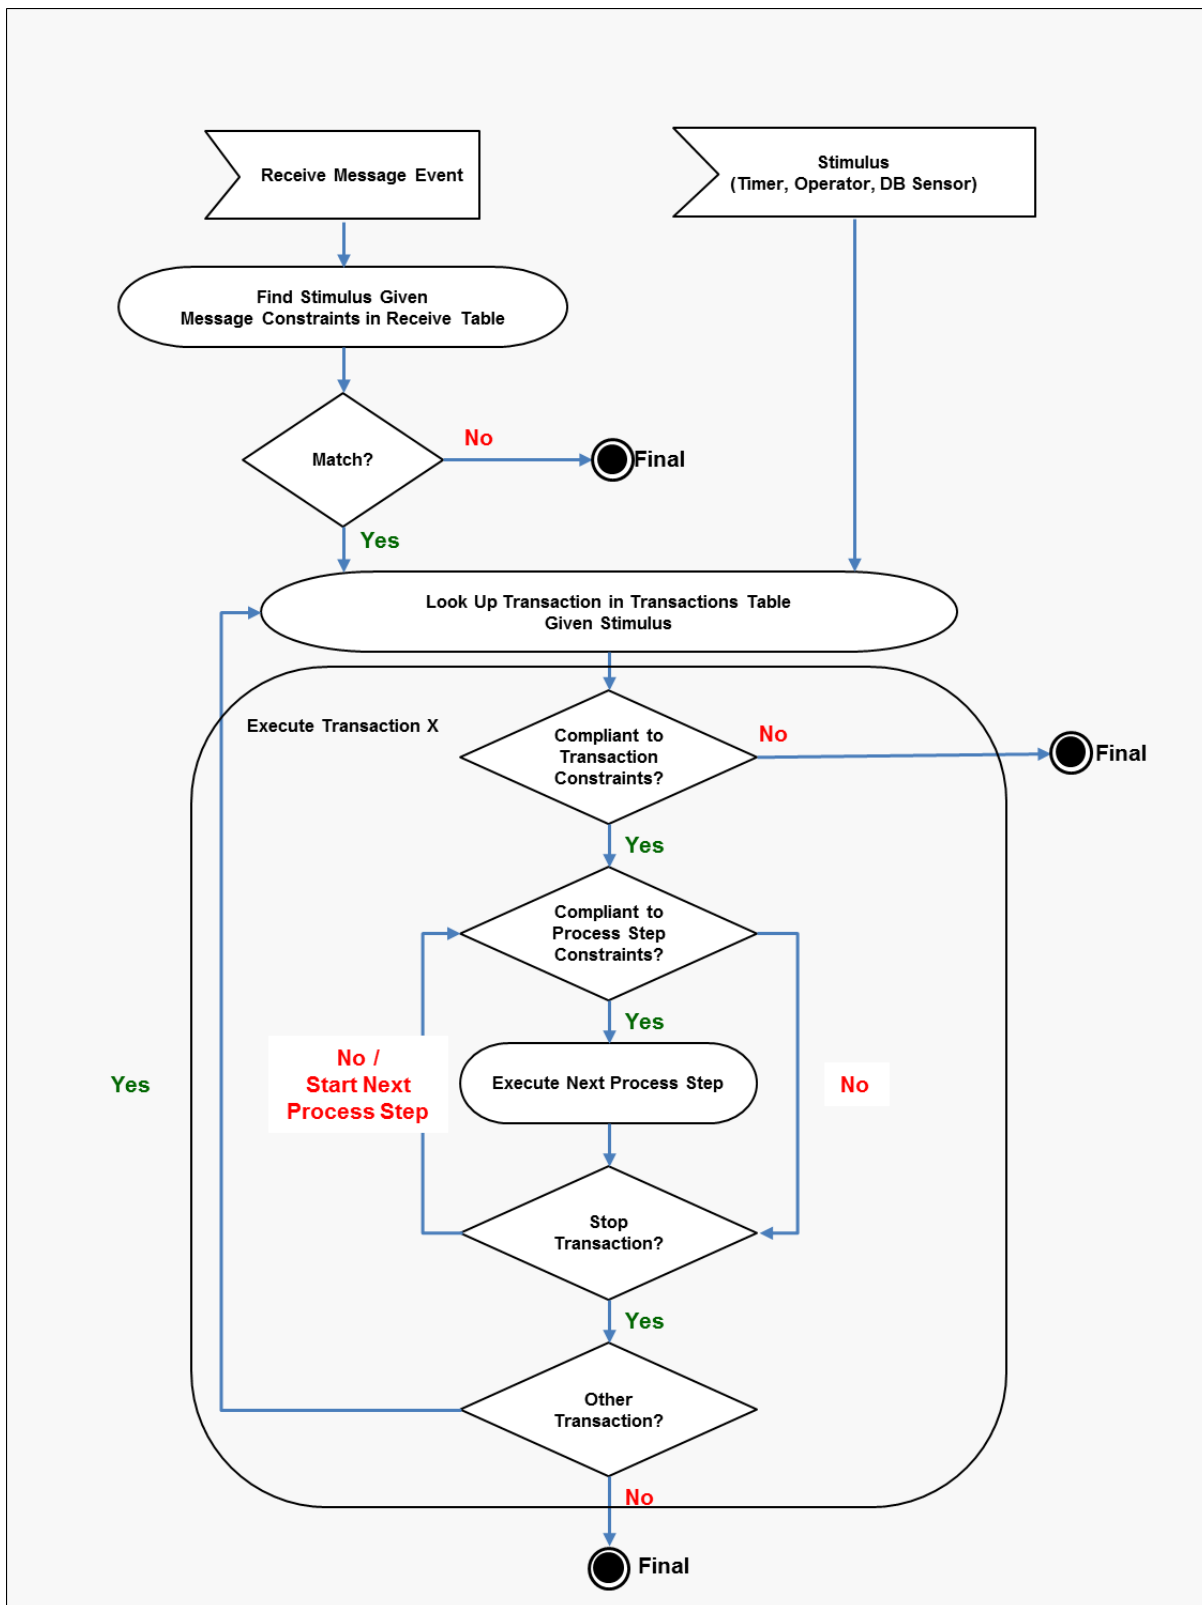 Receive Message Event
Stimulus
(Timer, Operator, DB Sensor)
Find Stimulus Given
Message Constraints in Receive Table
Match?
No
Final
Yes
Look Up Transaction in Transactions Table
Given Stimulus
Execute Transaction X
Compliant to
Transaction
Constraints?
No
Final
Yes
Compliant to
Process Step
Constraints?
Yes
No /
Start Next
Process Step
Yes
Execute Next Process Step
No
Stop
Transaction?
Yes
Other
Transaction?
No
Final